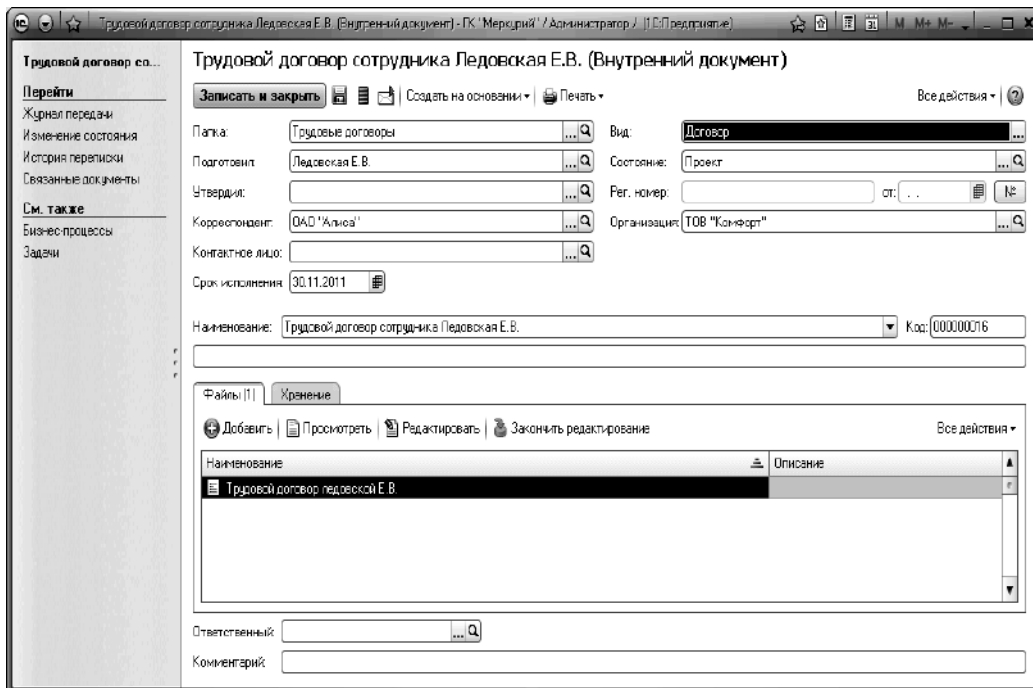 Трудовой договор сотрудника Ледовская Е.В. (Внутренний документ) - ГК "Меркурий" / Администратор / (1С:Предприятие)
M M+ M-
Трудовой договор со...
Перейти
Журнал передачи
Изменение состояния
История переписки
Связанные документы
См. также
Бизнес-процессы
Задачи
Трудовой договор сотрудника Ледовская Е.В. (Внутренний документ)
Записать и закрыть Создать на основании Печать Все действия
Папка: Трудовые договоры ... Вид: Договор ...
Подготовил: Ледовская Е.В. ... Состояние: Проект ...
Утвердил: ... Рег. номер: от: . . №
Корреспондент: ОАО "Алиса" ... Организация: ТОВ "Комфорт" ...
Контактное лицо: ...
Срок исполнения: 30.11.2011
Наименование: Трудовой договор сотрудника Ледовская Е.В. Код: 000000016
Файлы (1) Хранение
Добавить Просмотреть Редактировать Закончить редактирование Все действия
Наименование Описание
Трудовой договор ледовской Е.В.
Ответственный: ...
Комментарий: